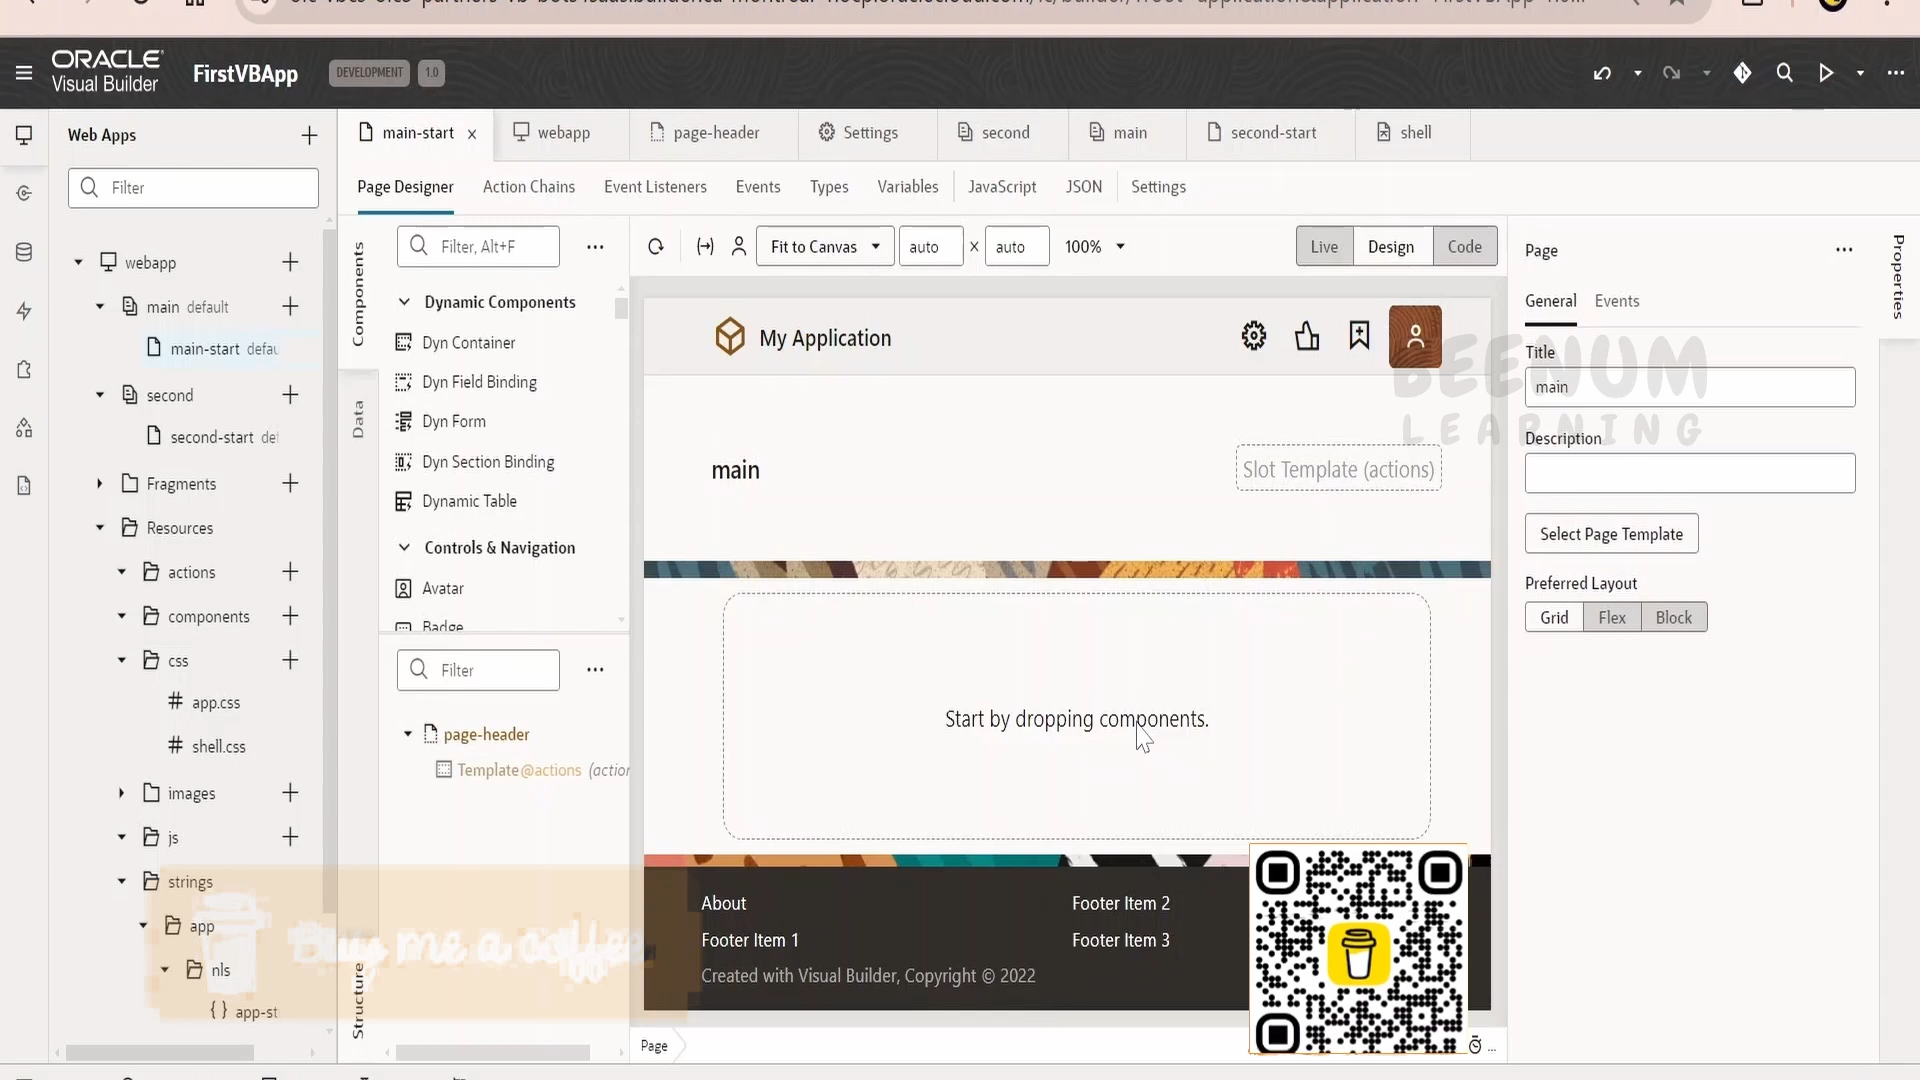 ORACLE
Visual Builder
FirstVBApp
DEVELOPMENT
1.0
Web Apps
Filter
webapp
main default
main-start
second
second-start
Fragments
Resources
actions
components
css
app.css
shell.css
images
js
strings
app
nls
{ } app-st
main-start
webapp
page-header
Settings
second
main
second-start
shell
Page Designer
Action Chains
Event Listeners
Events
Types
Variables
JavaScript
JSON
Settings
Components
Data
Structure
Filter, Alt+F
Dynamic Components
Dyn Container
Dyn Field Binding
Dyn Form
Dyn Section Binding
Dynamic Table
Controls & Navigation
Avatar
Badge
Filter
page-header
Template@actions
Fit to Canvas
auto
x
auto
100%
Live
Design
Code
My Application
main
Slot Template (actions)
Start by dropping components.
About
Footer Item 2
Footer Item 1
Footer Item 3
Created with Visual Builder, Copyright © 2022
Page
Buy me a coffee
Page
General
Events
Title
main
Description
Select Page Template
Preferred Layout
Grid
Flex
Block
Properties
BEENUM
LEARNING